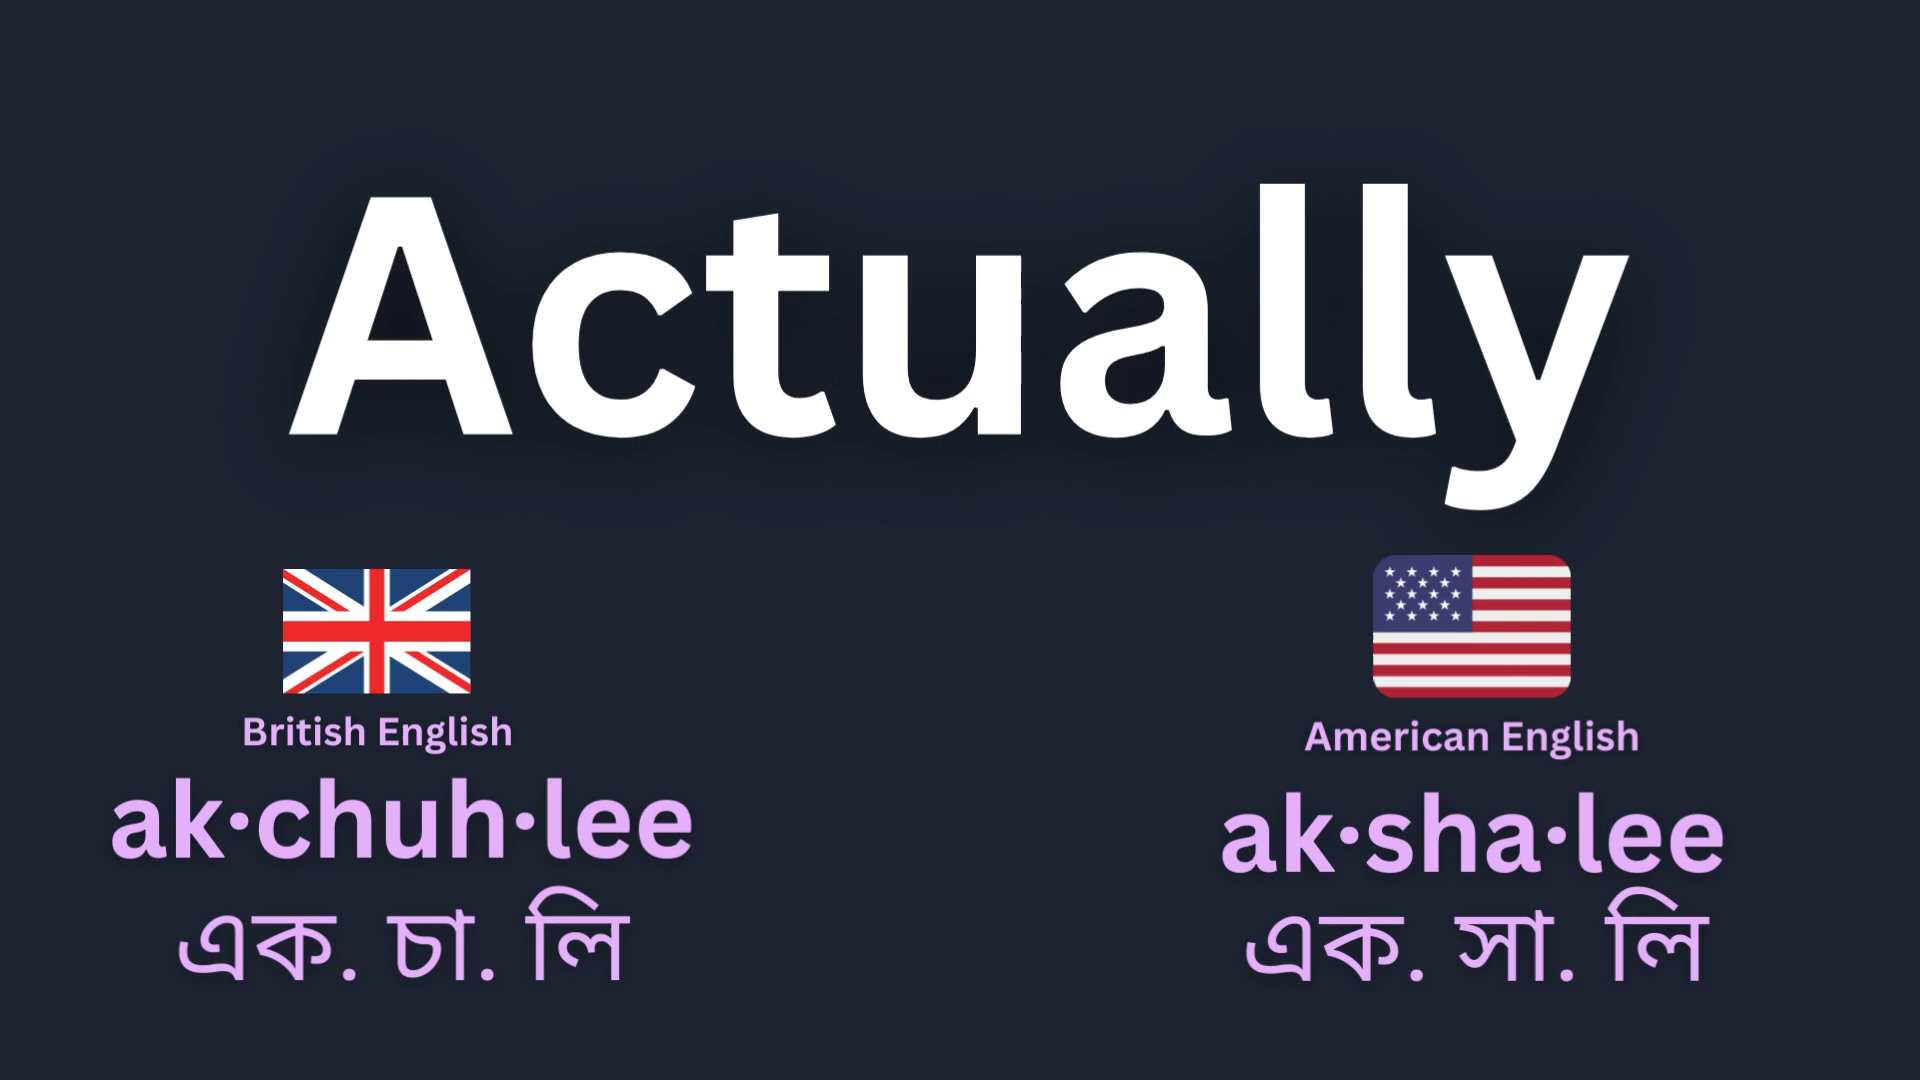 Actually
British English
ak·chuh·lee
এক. চা. লি
American English
ak·sha·lee
এক. সা. লি